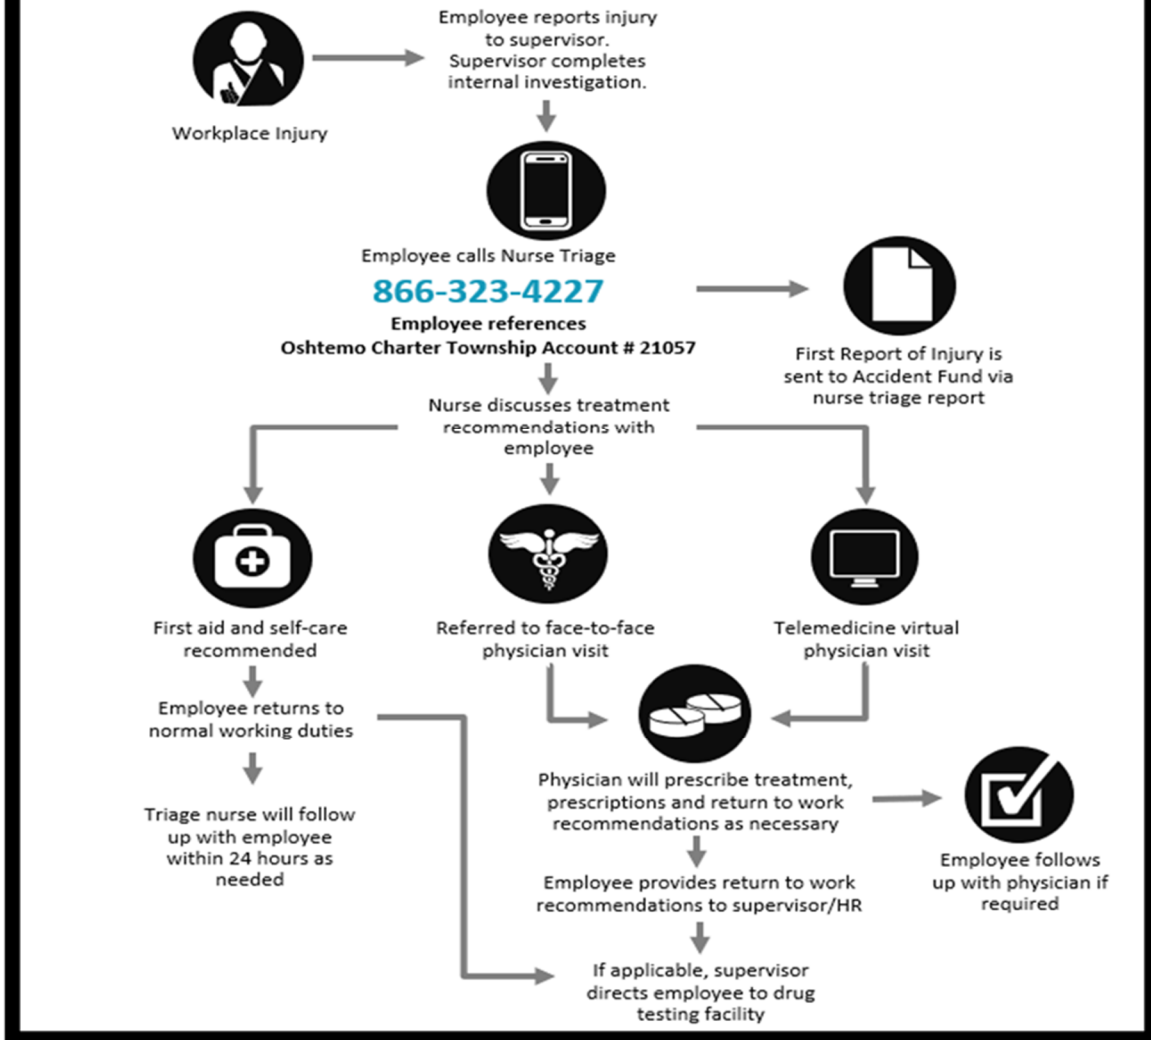 Employee reports injury
to supervisor.
Supervisor completes
internal investigation.
Workplace Injury
Employee calls Nurse Triage
866-323-4227
Employee references
Oshtemo Charter Township Account # 21057
First Report of Injury is
sent to Accident Fund via
nurse triage report
Nurse discusses treatment
recommendations with
employee
First aid and self-care
recommended
Referred to face-to-face
physician visit
Telemedicine virtual
physician visit
Employee returns to
normal working duties
Triage nurse will follow
up with employee
within 24 hours as
needed
Physician will prescribe treatment,
prescriptions and return to work
recommendations as necessary
Employee follows
up with physician if
required
Employee provides return to work
recommendations to supervisor/HR
If applicable, supervisor
directs employee to drug
testing facility